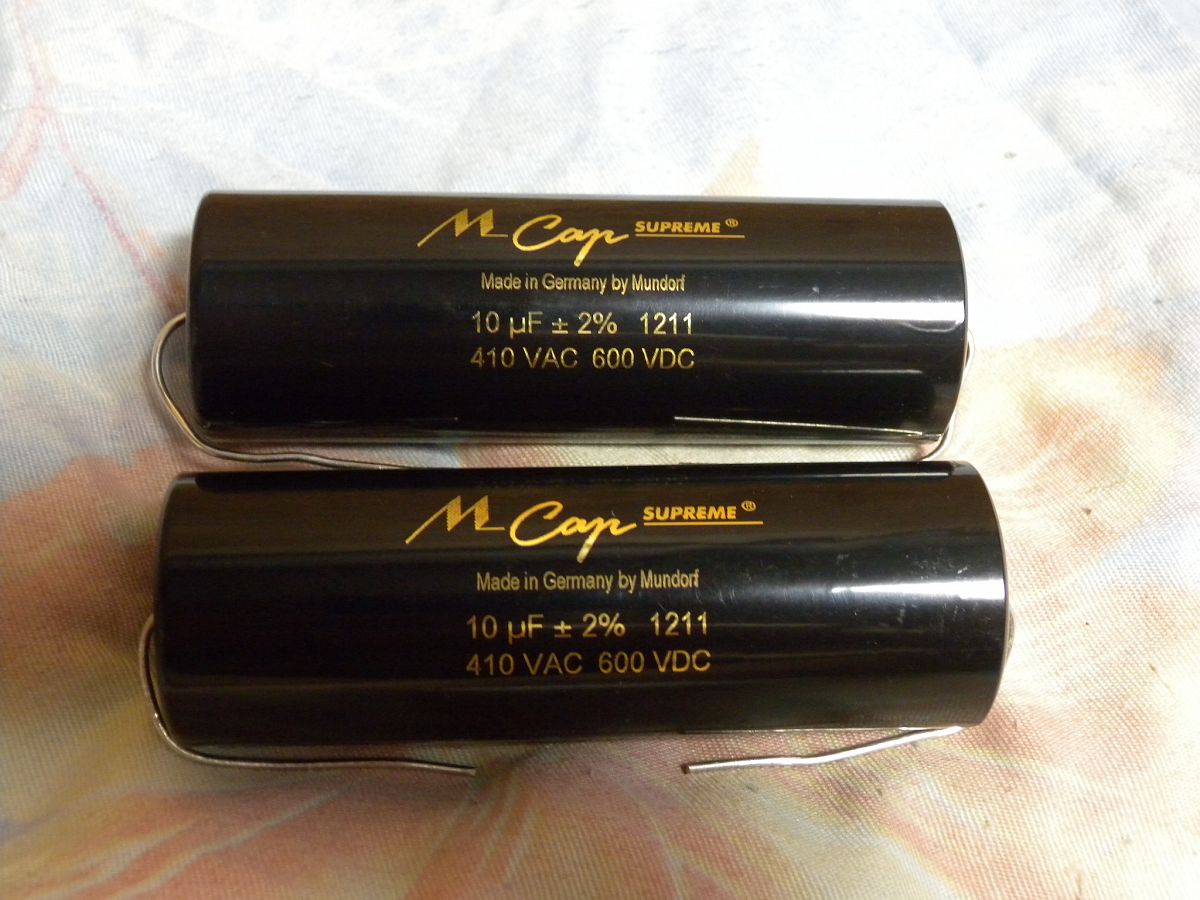 M Cap SUPREME®
Made in Germany by Mundorf
10 µF ± 2% 1211
410 VAC 600 VDC
M Cap SUPREME®
Made in Germany by Mundorf
10 µF ± 2% 1211
410 VAC 600 VDC